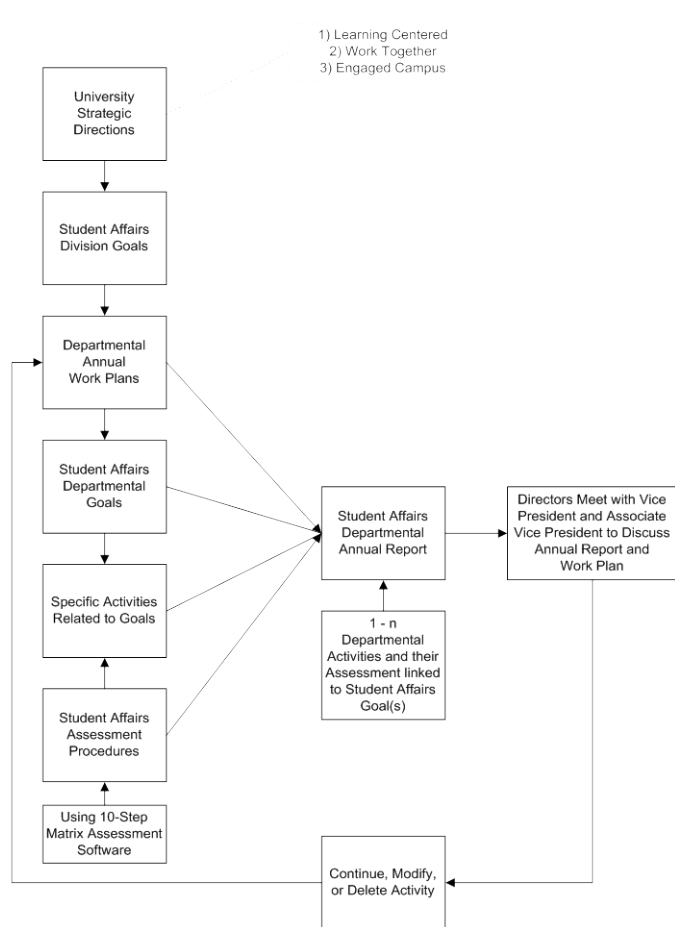 1) Learning Centered
2) Work Together
3) Engaged Campus
University
Strategic
Directions
Student Affairs
Division Goals
Departmental
Annual
Work Plans
Student Affairs
Departmental
Goals
Student Affairs
Departmental
Annual Report
Directors Meet with Vice
President and Associate
Vice President to Discuss
Annual Report and
Work Plan
Specific Activities
Related to Goals
1 - n
Departmental
Activities and their
Assessment linked
to Student Affairs
Goal(s)
Student Affairs
Assessment
Procedures
Using 10-Step
Matrix Assessment
Software
Continue, Modify,
or Delete Activity